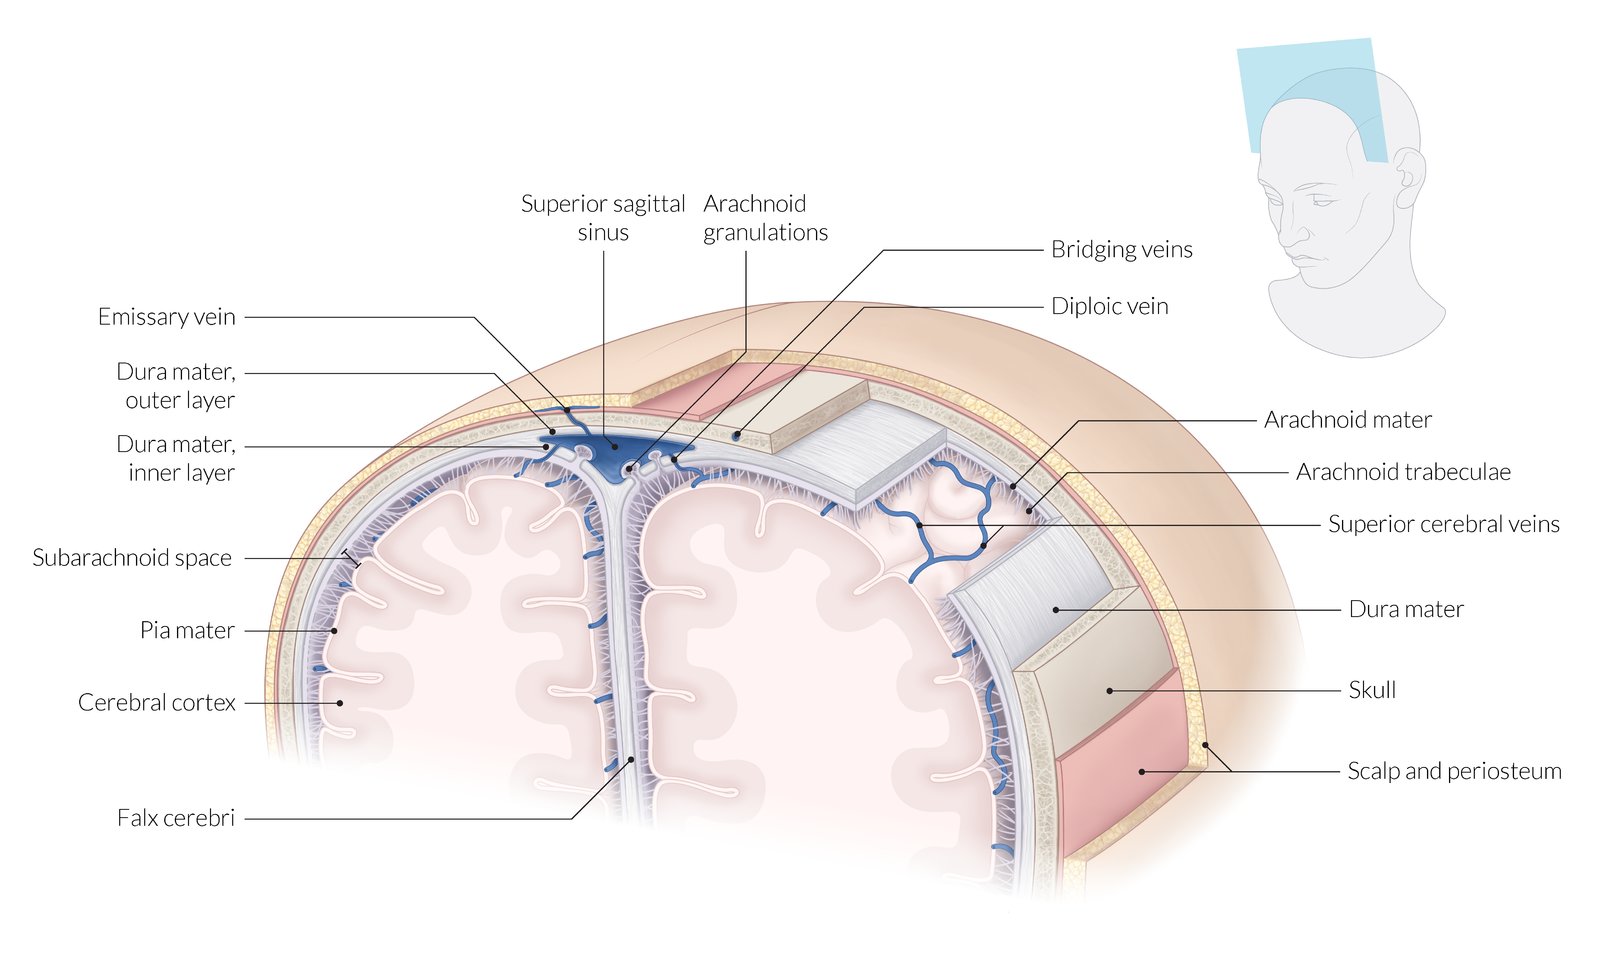 Superior sagittal
sinus
Arachnoid
granulations
Bridging veins
Diploic vein
Emissary vein
Dura mater,
outer layer
Dura mater,
inner layer
Subarachnoid space
Pia mater
Cerebral cortex
Falx cerebri
Arachnoid mater
Arachnoid trabeculae
Superior cerebral veins
Dura mater
Skull
Scalp and periosteum